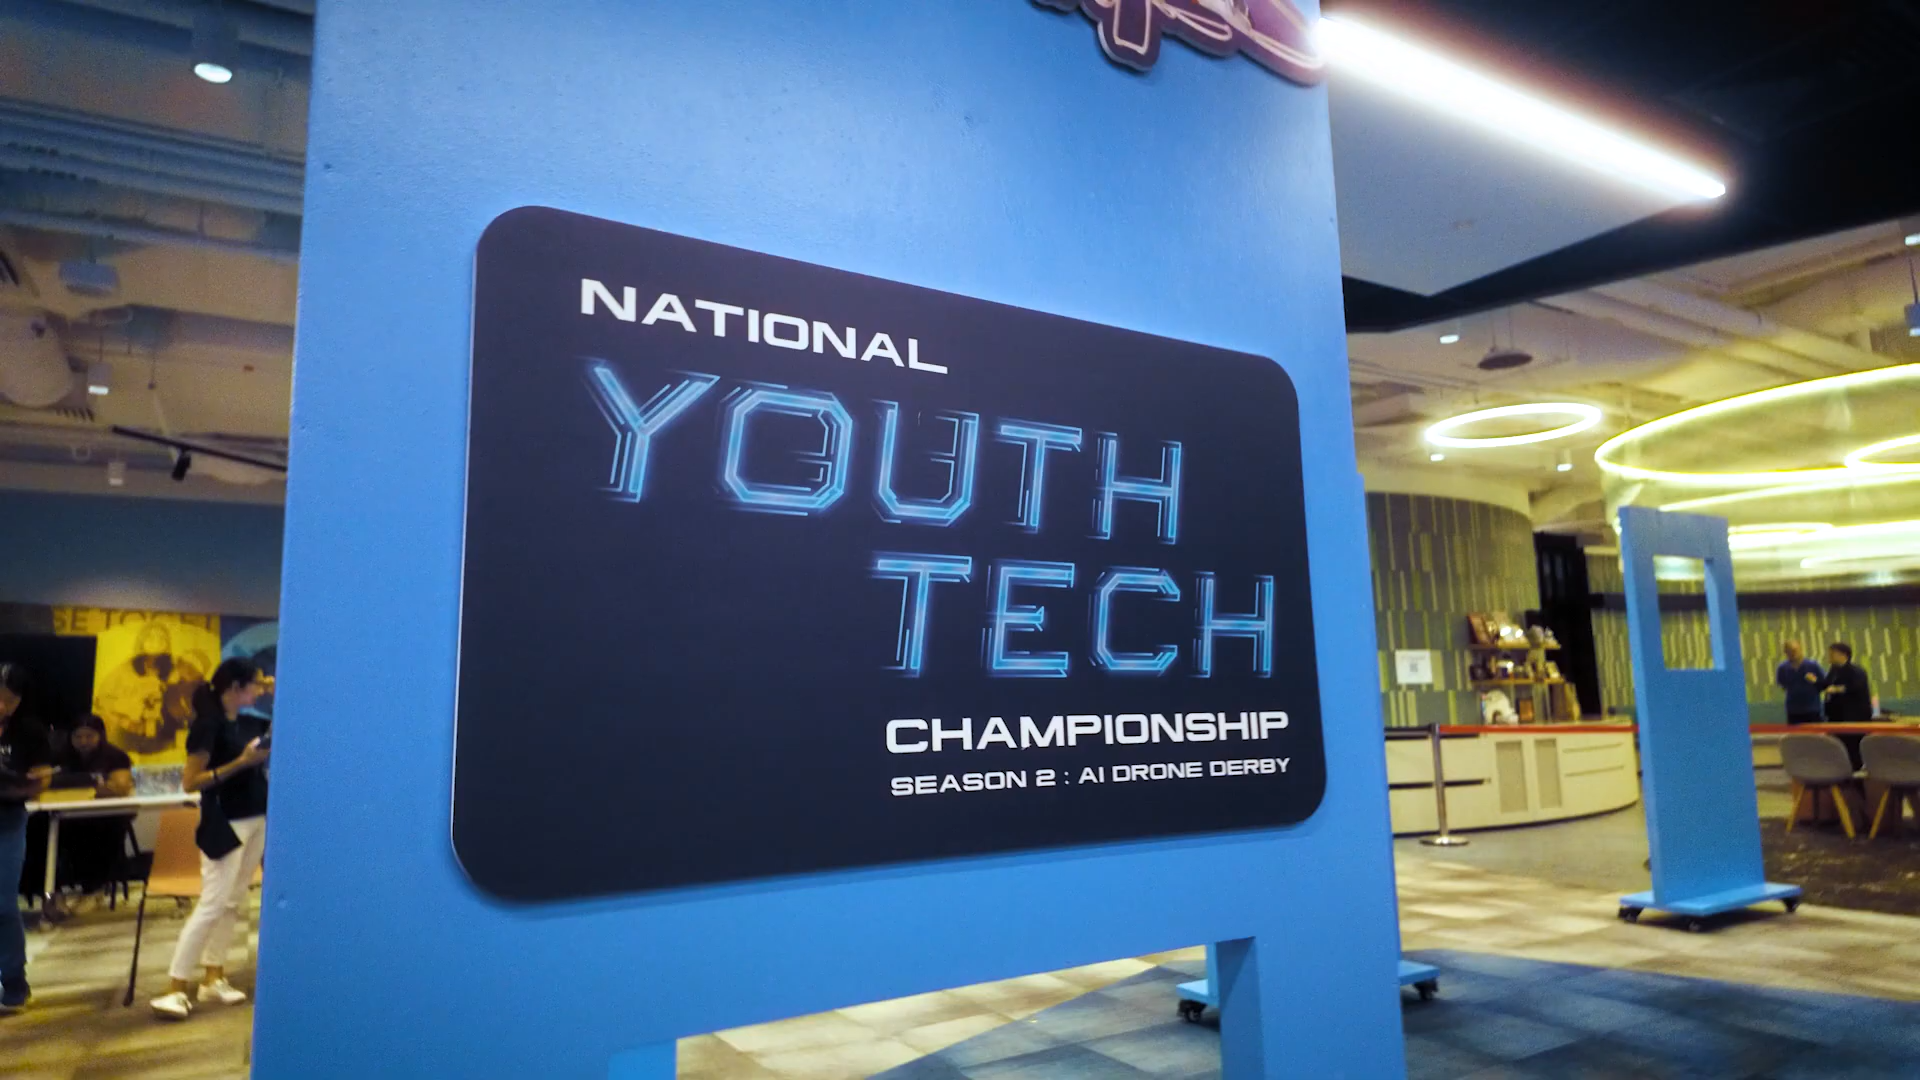 NATIONAL
YOUTH
TECH
CHAMPIONSHIP
SEASON 2 : AI DRONE DERBY